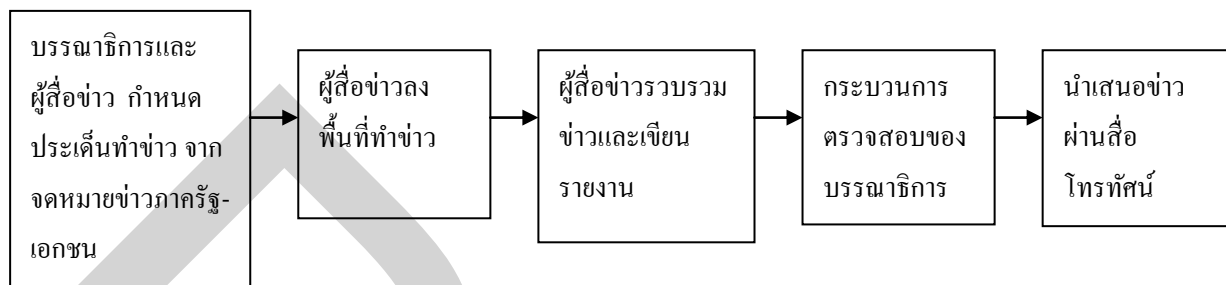 บรรณาธิการและ
ผู้สื่อข่าว กำหนด
ประเด็นทำข่าว จาก
จดหมายข่าวภาครัฐ-
เอกชน
ผู้สื่อข่าวลง
พื้นที่ทำข่าว
ผู้สื่อข่าวรวบรวม
ข่าวและเขียน
รายงาน
กระบวนการ
ตรวจสอบของ
บรรณาธิการ
นำเสนอข่าว
ผ่านสื่อ
โทรทัศน์